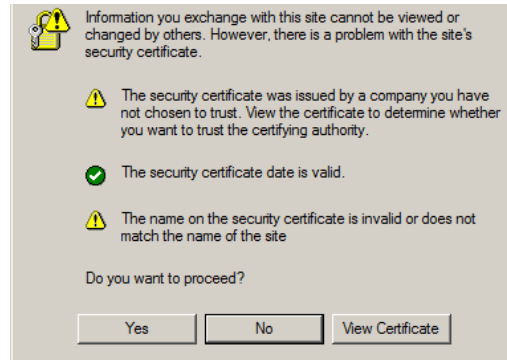 Information you exchange with this site cannot be viewed or
changed by others. However, there is a problem with the site's
security certificate.
The security certificate was issued by a company you have
not chosen to trust. View the certificate to determine whether
you want to trust the certifying authority.
The security certificate date is valid.
The name on the security certificate is invalid or does not
match the name of the site
Do you want to proceed?
Yes No View Certificate